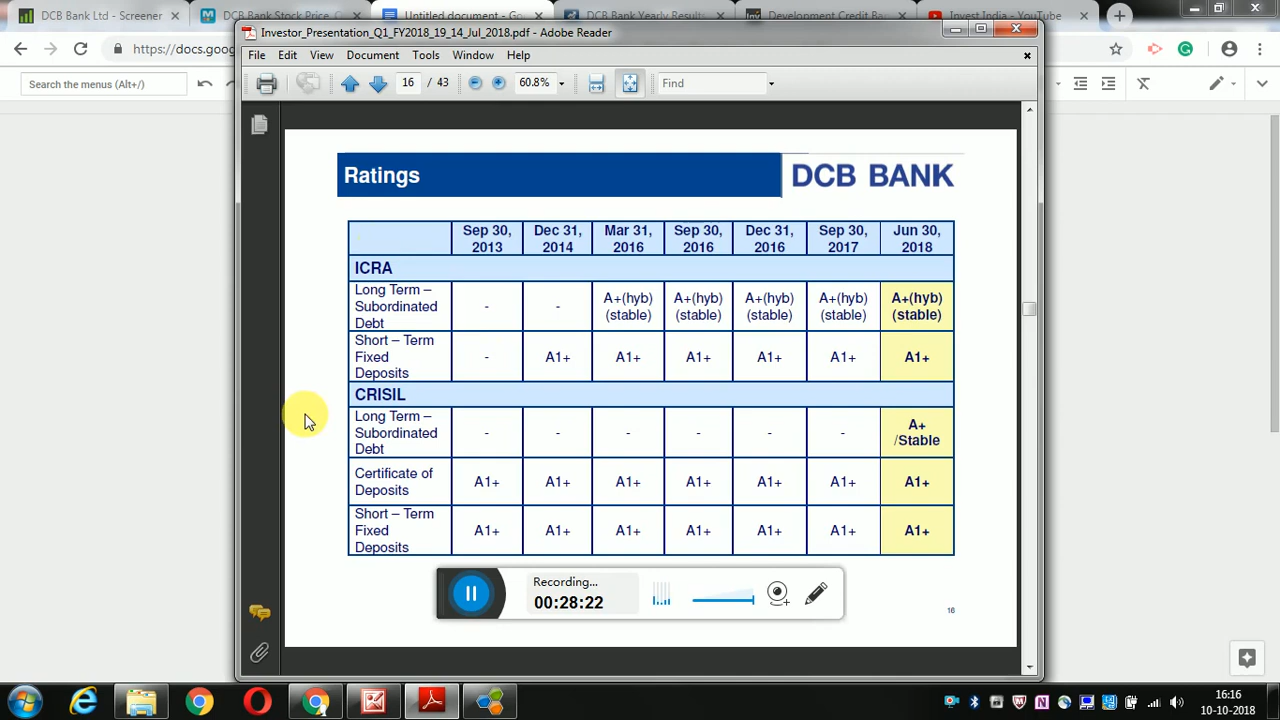 DCB Bank Ltd - Screener
DCB Bank Stock Price,
Untitled document - Go
DCB Bank Yearly Results
Development Credit Ba
Invest India - YouTube
Investor_Presentation_Q1_FY2018_19_14_Jul_2018.pdf - Adobe Reader
https://docs.goog
File Edit View Document Tools Window Help
Search the menus (Alt+/)
16 / 43 60.8% Find
Ratings
DCB BANK
Sep 30, 2013
Dec 31, 2014
Mar 31, 2016
Sep 30, 2016
Dec 31, 2016
Sep 30, 2017
Jun 30, 2018
ICRA
Long Term –
Subordinated
Debt
- - A+(hyb) A+(hyb) A+(hyb) A+(hyb) A+(hyb)
(stable) (stable) (stable) (stable) (stable)
Short – Term
Fixed
Deposits
- A1+ A1+ A1+ A1+ A1+ A1+
CRISIL
Long Term –
Subordinated
Debt
- - - - - - A+
/Stable
Certificate of
Deposits
A1+ A1+ A1+ A1+ A1+ A1+ A1+
Short – Term
Fixed
Deposits
A1+ A1+ A1+ A1+ A1+ A1+ A1+
Recording...
00:28:22
16
16:16
10-10-2018